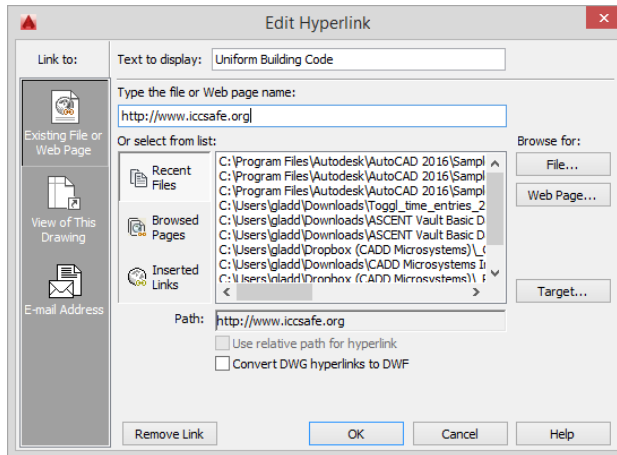 Edit Hyperlink
Link to:
Text to display: Uniform Building Code
Type the file or Web page name:
http://www.iccsafe.org
Existing File or
Web Page
View of This
Drawing
E-mail Address
Or select from list:
Recent
Files
Browsed
Pages
Inserted
Links
C:\Program Files\Autodesk\AutoCAD 2016\Sampl
C:\Program Files\Autodesk\AutoCAD 2016\Sampl
C:\Program Files\Autodesk\AutoCAD 2016\Sampl
C:\Users\gladd\Downloads\Toggl_time_entries_2
C:\Users\gladd\Downloads\ASCENT Vault Basic D
C:\Users\gladd\Downloads\ASCENT Vault Basic D
C:\Users\gladd\Dropbox (CADD Microsystems)\_
C:\Users\gladd\Downloads\CADD Microsystems I
C:\Users\gladd\Dropbox (CADD Microsystems)\
Browse for:
File...
Web Page...
Target...
Path: http://www.iccsafe.org
Use relative path for hyperlink
Convert DWG hyperlinks to DWF
Remove Link
OK
Cancel
Help